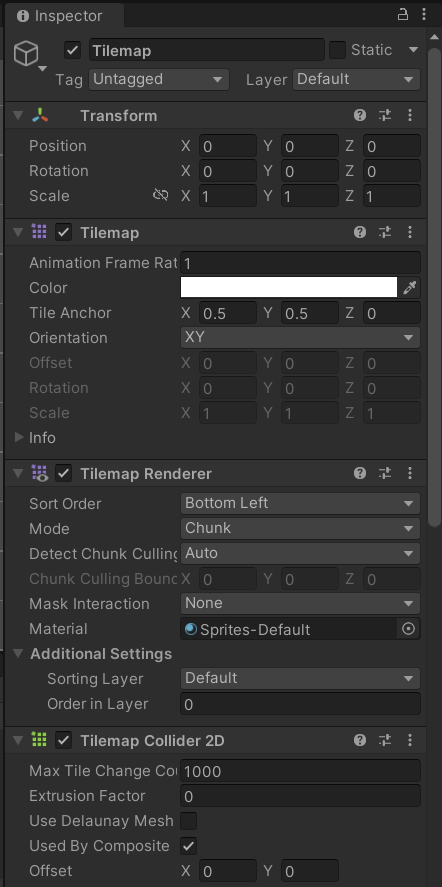 Inspector
Tilemap Static
Tag Untagged Layer Default
Transform
Position X 0 Y 0 Z 0
Rotation X 0 Y 0 Z 0
Scale X 1 Y 1 Z 1
Tilemap
Animation Frame Rat 1
Color
Tile Anchor X 0.5 Y 0.5 Z 0
Orientation XY
Offset X 0 Y 0 Z 0
Rotation X 0 Y 0 Z 0
Scale X 1 Y 1 Z 1
Info
Tilemap Renderer
Sort Order Bottom Left
Mode Chunk
Detect Chunk Culling Auto
Chunk Culling Bounc X 0 Y 0 Z 0
Mask Interaction None
Material Sprites-Default
Additional Settings
Sorting Layer Default
Order in Layer 0
Tilemap Collider 2D
Max Tile Change Cou 1000
Extrusion Factor 0
Use Delaunay Mesh
Used By Composite
Offset X 0 Y 0